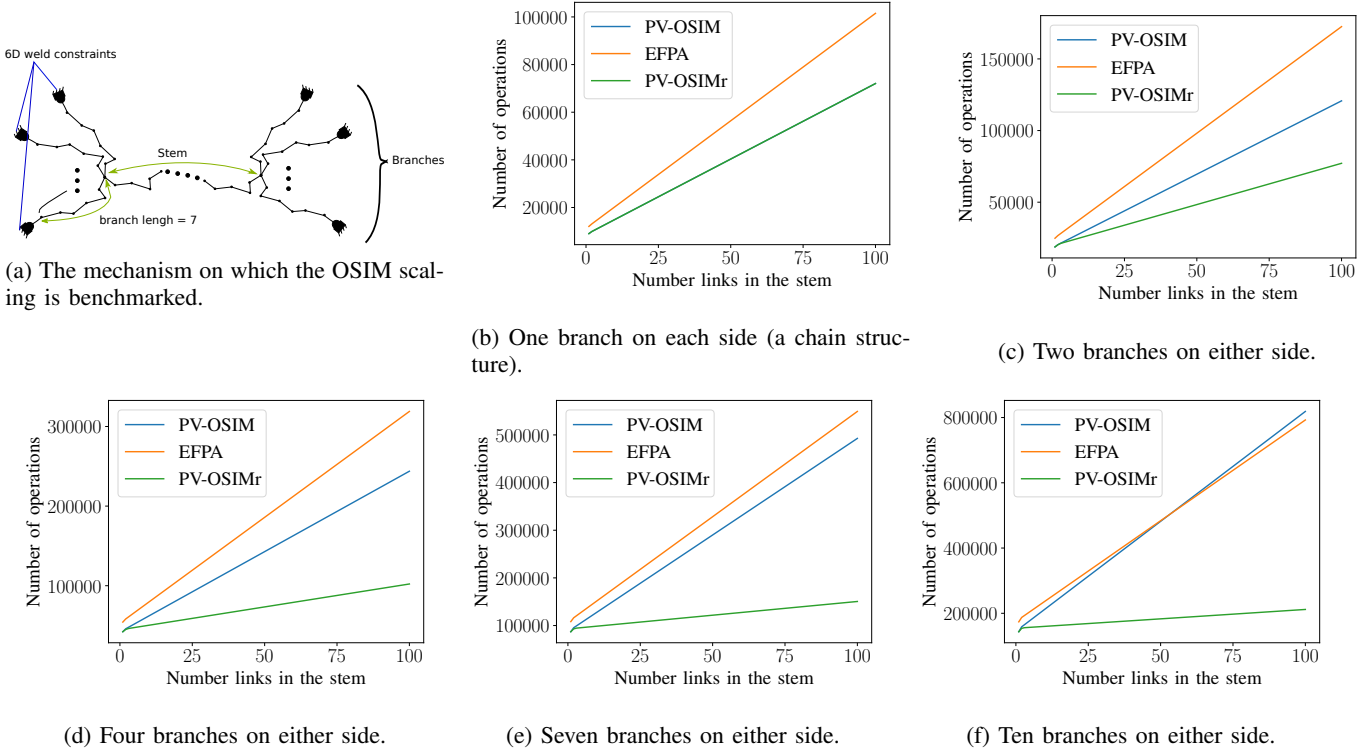 6D weld constraints
Stem
Branches
branch lengh = 7
(a) The mechanism on which the OSIM scal-
ing is benchmarked.
100000
80000
60000
40000
20000
Number of operations
PV-OSIM
EFPA
PV-OSIMr
0 25 50 75 100
Number links in the stem
(b) One branch on each side (a chain struc-
ture).
150000
100000
50000
Number of operations
PV-OSIM
EFPA
PV-OSIMr
0 25 50 75 100
Number links in the stem
(c) Two branches on either side.
300000
200000
100000
Number of operations
PV-OSIM
EFPA
PV-OSIMr
0 25 50 75 100
Number links in the stem
(d) Four branches on either side.
500000
400000
300000
200000
100000
Number of operations
PV-OSIM
EFPA
PV-OSIMr
0 25 50 75 100
Number links in the stem
(e) Seven branches on either side.
800000
600000
400000
200000
Number of operations
PV-OSIM
EFPA
PV-OSIMr
0 25 50 75 100
Number links in the stem
(f) Ten branches on either side.